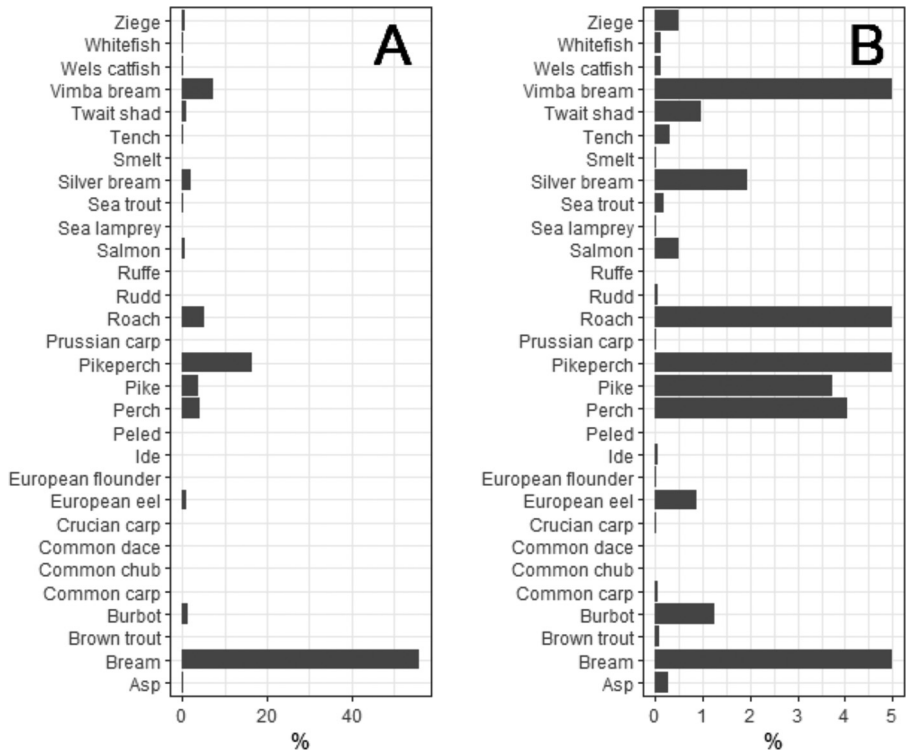 A
Ziege
Whitefish
Wels catfish
Vimba bream
Twait shad
Tench
Smelt
Silver bream
Sea trout
Sea lamprey
Salmon
Ruffe
Rudd
Roach
Prussian carp
Pikeperch
Pike
Perch
Peled
Ide
European flounder
European eel
Crucian carp
Common dace
Common chub
Common carp
Burbot
Brown trout
Bream
Asp
0 20 40
%
B
Ziege
Whitefish
Wels catfish
Vimba bream
Twait shad
Tench
Smelt
Silver bream
Sea trout
Sea lamprey
Salmon
Ruffe
Rudd
Roach
Prussian carp
Pikeperch
Pike
Perch
Peled
Ide
European flounder
European eel
Crucian carp
Common dace
Common chub
Common carp
Burbot
Brown trout
Bream
Asp
0 1 2 3 4 5
%